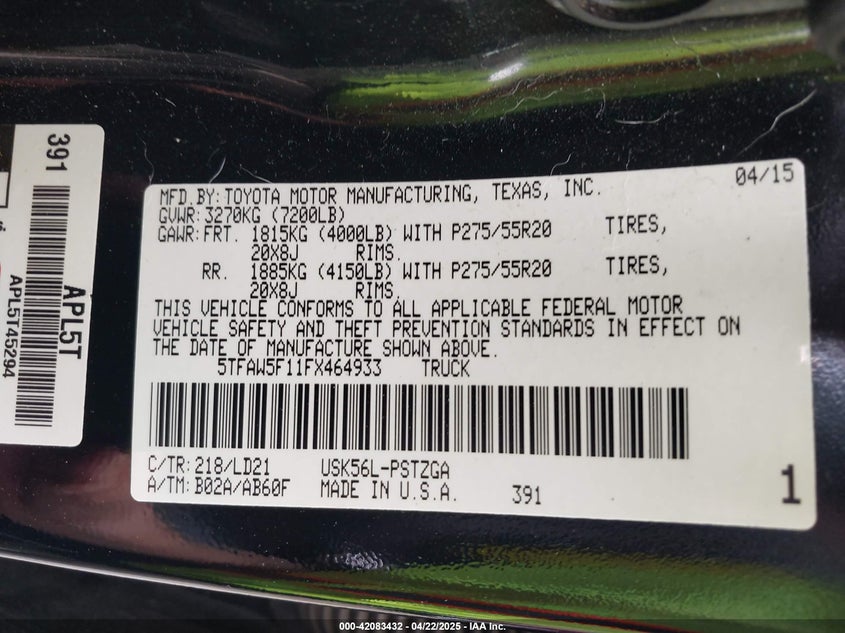 391
APL5T
APL5T45294
04/15
MFD.BY:TOYOTA MOTOR MANUFACTURING, TEXAS, INC.
GVWR:3270KG (7200LB)
GAWR:FRT. 1815KG (4000LB) WITH P275/55R20 TIRES,
20X8J RIMS.
RR. 1885KG (4150LB) WITH P275/55R20 TIRES,
20X8J RIMS.
THIS VEHICLE CONFORMS TO ALL APPLICABLE FEDERAL MOTOR
VEHICLE SAFETY AND THEFT PREVENTION STANDARDS IN EFFECT ON
THE DATE OF MANUFACTURE SHOWN ABOVE.
5TFAW5F11FX464933 TRUCK
C/TR:218/LD21 USK56L-PSTZGA
A/TM:B02A/AB60F MADE IN U.S.A. 391 1
000-42083432 - 04/22/2025 - IAA Inc.